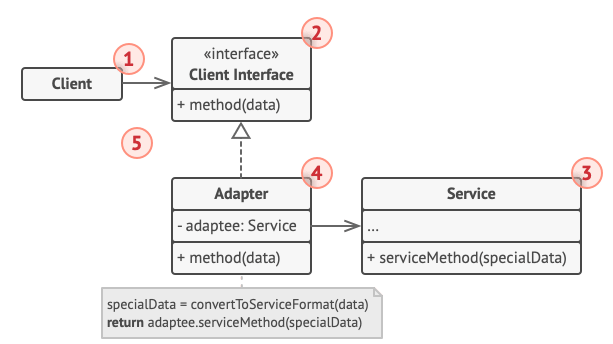 1
Client
2
«interface»
Client Interface
+ method(data)
5
4
Adapter
- adaptee: Service
+ method(data)
3
Service
...
+ serviceMethod(specialData)
specialData = convertToServiceFormat(data)
return adaptee.serviceMethod(specialData)